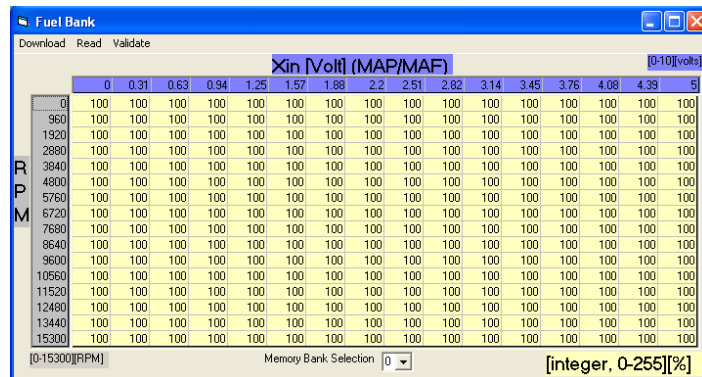 Fuel Bank
Download Read Validate
Xin [Volt] (MAP/MAF) [0-10][volts]
0 0.31 0.63 0.94 1.25 1.57 1.88 2.2 2.51 2.82 3.14 3.45 3.76 4.08 4.39 5
0 100 100 100 100 100 100 100 100 100 100 100 100 100 100 100 100
960 100 100 100 100 100 100 100 100 100 100 100 100 100 100 100 100
1920 100 100 100 100 100 100 100 100 100 100 100 100 100 100 100 100
2880 100 100 100 100 100 100 100 100 100 100 100 100 100 100 100 100
R 3840 100 100 100 100 100 100 100 100 100 100 100 100 100 100 100 100
4800 100 100 100 100 100 100 100 100 100 100 100 100 100 100 100 100
P 5760 100 100 100 100 100 100 100 100 100 100 100 100 100 100 100 100
M 6720 100 100 100 100 100 100 100 100 100 100 100 100 100 100 100 100
7680 100 100 100 100 100 100 100 100 100 100 100 100 100 100 100 100
8640 100 100 100 100 100 100 100 100 100 100 100 100 100 100 100 100
9600 100 100 100 100 100 100 100 100 100 100 100 100 100 100 100 100
10560 100 100 100 100 100 100 100 100 100 100 100 100 100 100 100 100
11520 100 100 100 100 100 100 100 100 100 100 100 100 100 100 100 100
12480 100 100 100 100 100 100 100 100 100 100 100 100 100 100 100 100
13440 100 100 100 100 100 100 100 100 100 100 100 100 100 100 100 100
15300 100 100 100 100 100 100 100 100 100 100 100 100 100 100 100 100
[0-15300][RPM] Memory Bank Selection 0 [integer, 0-255][%]